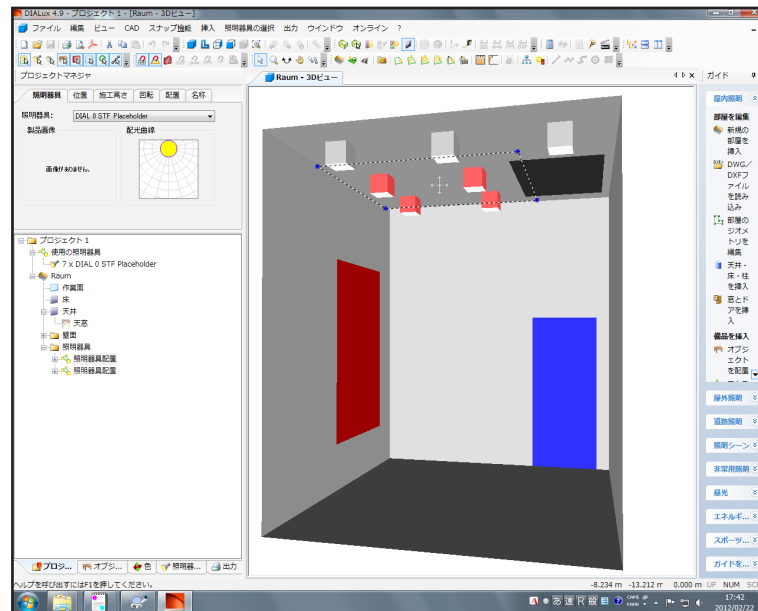 DIALux 4.9 - プロジェクト 1 - [Raum - 3Dビュー]
ファイル 編集 ビュー CAD スナップ機能 挿入 照明器具の選択 出力 ウインドウ オンライン ?
プロジェクトマネジャ
Raum - 3Dビュー
ガイド
照明器具 位置 施工高さ 回転 配置 名称
照明器具: DIAL 0 STF Placeholder
製品画像
配光曲線
画像がありません。
プロジェクト 1
使用の照明器具
7 x DIAL 0 STF Placeholder
Raum
作業面
床
天井
天窓
壁面
照明器具
照明器具配置
照明器具配置
屋内照明
部屋を編集
新規の
部屋を
挿入
DWG/
DXFフ
ァイル
を読み
込み
部屋の
ジオメ
トリを
編集
天井・
床・柱
を挿入
窓とド
アを挿
入
備品を挿入
オブジ
ェクト
を配置
屋外照明
道路照明
照明シーン
非常用照明
昼光
エネルギ...
スポーツ...
ガイドを...
プロジ... オブジ... 色 照明器... 出力
ヘルプを呼び出すにはF1を押してください。
-8.234 m -13.212 m 0.000 m UF NUM SC
A あ 連 R 般 CAPS KANA
17:42
2012/02/22